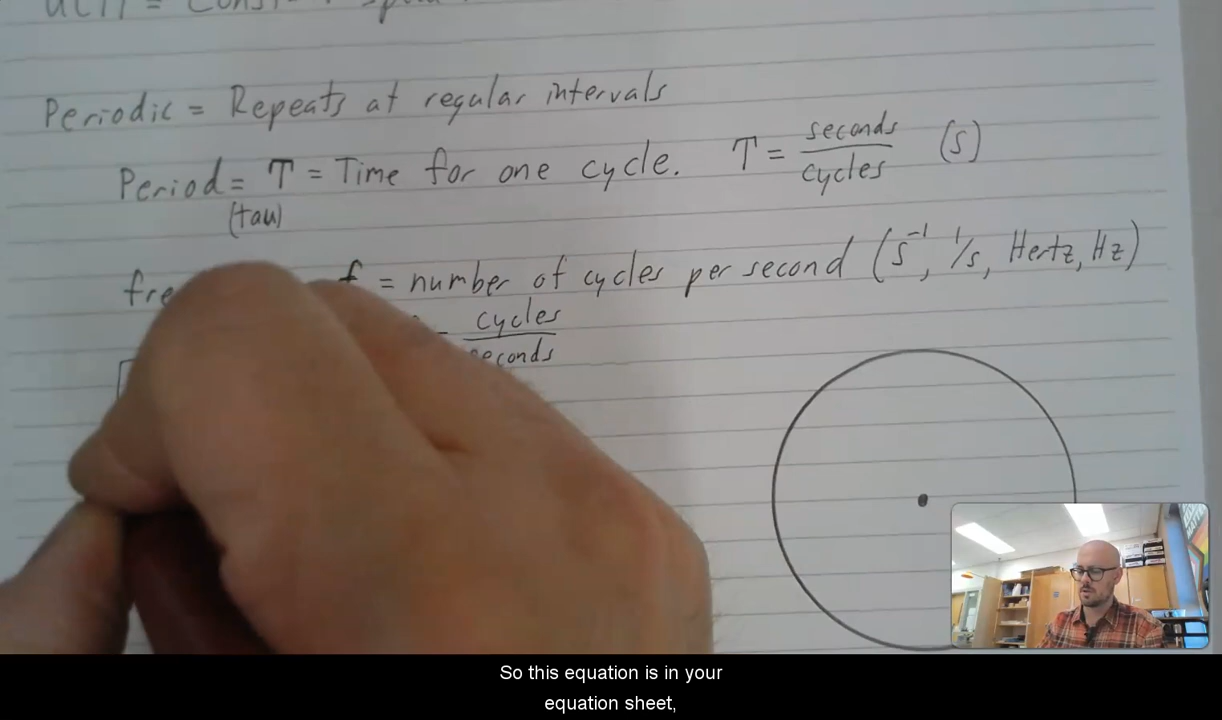 Periodic = Repeats at regular intervals
Period = T = Time for one cycle. T = seconds/cycles (s)
(tau)
f = number of cycles per second (s⁻¹, 1/s, Hertz, Hz)
cycles
So this equation is in your
equation sheet,